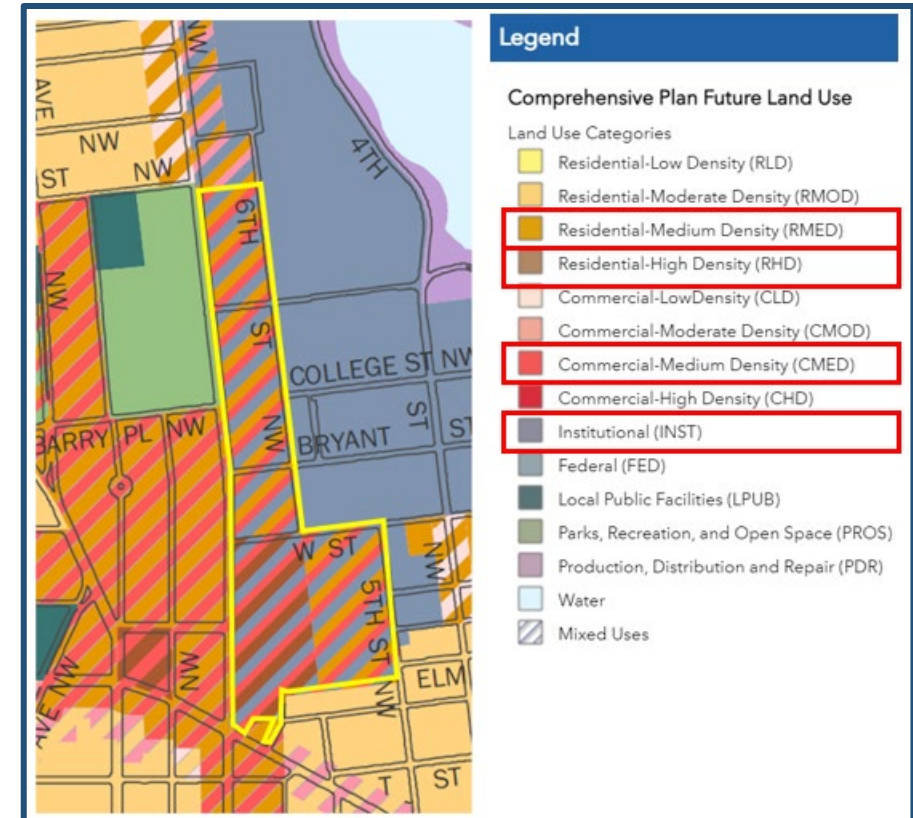 NW
AVE
NW
ST
NW
4TH
6TH
NW
ST
COLLEGE ST NW
NW
BARRY PL NW
BRYANT
ST
ST
W ST
NW
5TH ST
NW
AVE NW
NW
ELM
T
ST
Legend
Comprehensive Plan Future Land Use
Land Use Categories
Residential-Low Density (RLD)
Residential-Moderate Density (RMOD)
Residential-Medium Density (RMED)
Residential-High Density (RHD)
Commercial-LowDensity (CLD)
Commercial-Moderate Density (CMOD)
Commercial-Medium Density (CMED)
Commercial-High Density (CHD)
Institutional (INST)
Federal (FED)
Local Public Facilities (LPUB)
Parks, Recreation, and Open Space (PROS)
Production, Distribution and Repair (PDR)
Water
Mixed Uses